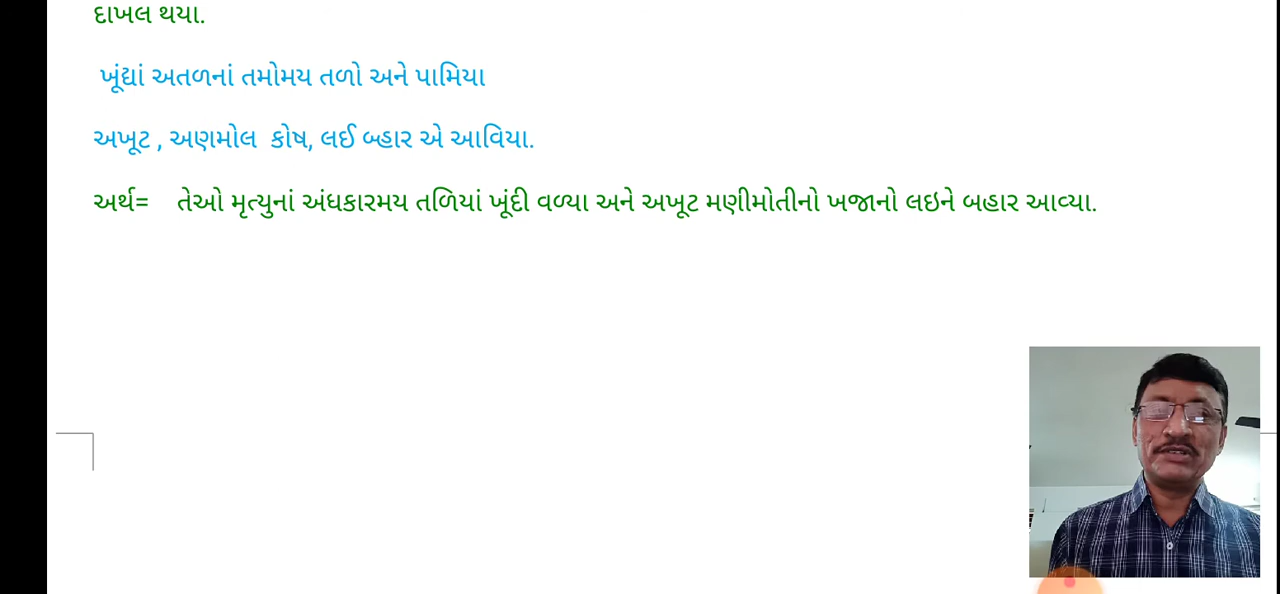 દાખલ થયા.
ખૂંદ્યાં અતળનાં તમોમય તળો અને પામિયા
અખૂટ , અણમોલ કોષ, લઈ બ્હાર એ આવિયા.
અર્થ= તેઓ મૃત્યુનાં અંધકારમય તળિયાં ખૂંદી વળ્યા અને અખૂટ મણીમોતીનો ખજાનો લઇને બહાર આવ્યા.